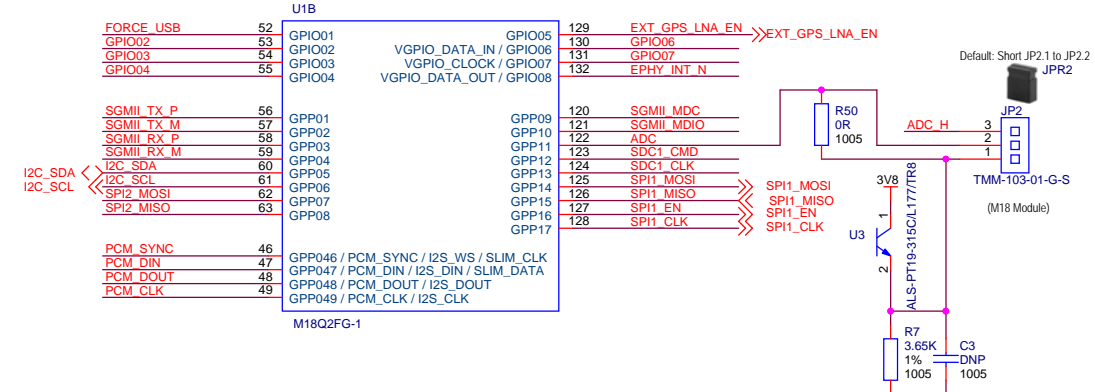 U1B
FORCE_USB 52 GPIO01 GPIO05 129 EXT_GPS_LNA_EN EXT_GPS_LNA_EN
GPIO02 53 GPIO02 VGPIO_DATA_IN / GPIO06 130 GPIO06
GPIO03 54 GPIO03 VGPIO_CLOCK / GPIO07 131 GPIO07
GPIO04 55 GPIO04 VGPIO_DATA_OUT / GPIO08 132 EPHY_INT_N
SGMII_TX_P 56 GPP01 GPP09 120 SGMII_MDC
SGMII_TX_M 57 GPP02 GPP10 121 SGMII_MDIO
SGMII_RX_P 58 GPP03 GPP11 122 ADC
SGMII_RX_M 59 GPP04 GPP12 123 SDC1_CMD
I2C_SDA I2C_SDA 60 GPP05 GPP13 124 SDC1_CLK
I2C_SCL I2C_SCL 61 GPP06 GPP14 125 SPI1_MOSI SPI1_MOSI
SPI2_MOSI 62 GPP07 GPP15 126 SPI1_MISO SPI1_MISO
SPI2_MISO 63 GPP08 GPP16 127 SPI1_EN SPI1_EN
GPP17 128 SPI1_CLK SPI1_CLK
PCM_SYNC 46 GPP046 / PCM_SYNC / I2S_WS / SLIM_CLK
PCM_DIN 47 GPP047 / PCM_DIN / I2S_DIN / SLIM_DATA
PCM_DOUT 48 GPP048 / PCM_DOUT / I2S_DOUT
PCM_CLK 49 GPP049 / PCM_CLK / I2S_CLK
M18Q2FG-1
Default: Short JP2.1 to JP2.2
JPR2
JP2
R50
0R
1005
ADC_H 3
2
1
TMM-103-01-G-S
(M18 Module)
3V8
1
U3
2
ALS-PT19-315C/L177/TR8
R7
3.65K
1%
1005
C3
DNP
1005